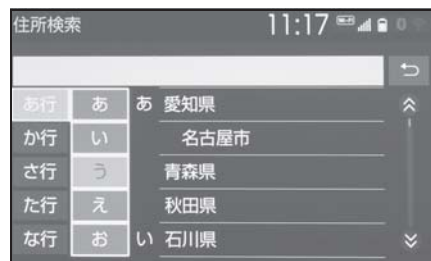 住所検索 11:17
あ行 あ あ 愛知県
か行 い 名古屋市
さ行 う 青森県
た行 え 秋田県
な行 お い 石川県